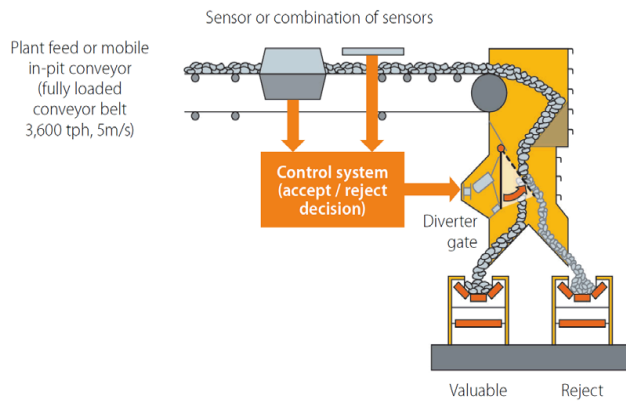 Sensor or combination of sensors
Plant feed or mobile
in-pit conveyor
(fully loaded
conveyor belt
3,600 tph, 5m/s)
Control system
(accept / reject
decision)
Diverter
gate
Valuable
Reject